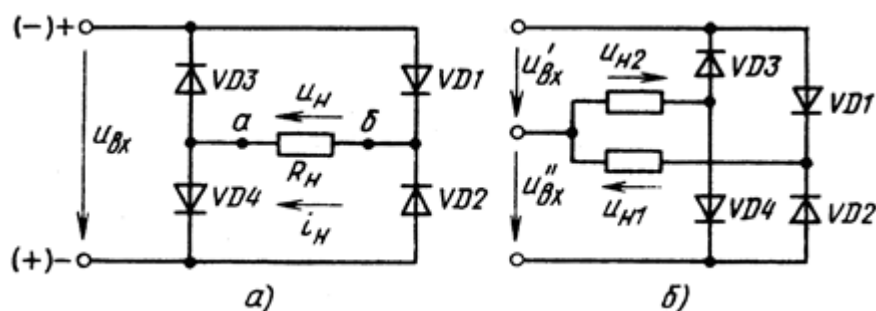 (−)+
VD3
VD1
u_н
u_вх
а
б
R_н
VD4
i_н
VD2
(+)−
а)
u'_вх
u_н2
VD3
VD1
u''_вх
u_н1
VD4
VD2
б)